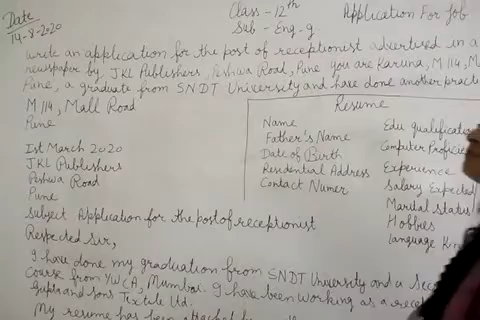 Date
14-8-2020
Class - 12th Application For Job
Sub - Eng-g
write an application for the post of receptionist advertised in a
newspaper by JKL Publishers, Peshwa Road, Pune you are Karuna, M 114, M
Pune, a graduate from SNDT University and have done another practi
M 114, Mall Road
Pune
1st March 2020
JKL Publishers
Peshwa Road
Pune
Resume
Name
Father's Name
Date of Birth
Residential Address
Contact Numer
Edu qualification
Computer Proficie
Experience
Salary Expected
Marital Status
Hobbies
Language Kn
Subject Application for the post of receptionist
Respected Sir,
I have done my graduation from SNDT University and a Sec
Course from YWCA, Mumbai. I have been working as a rece
Gupta and Sons Textile Ltd.
My resume has been attached